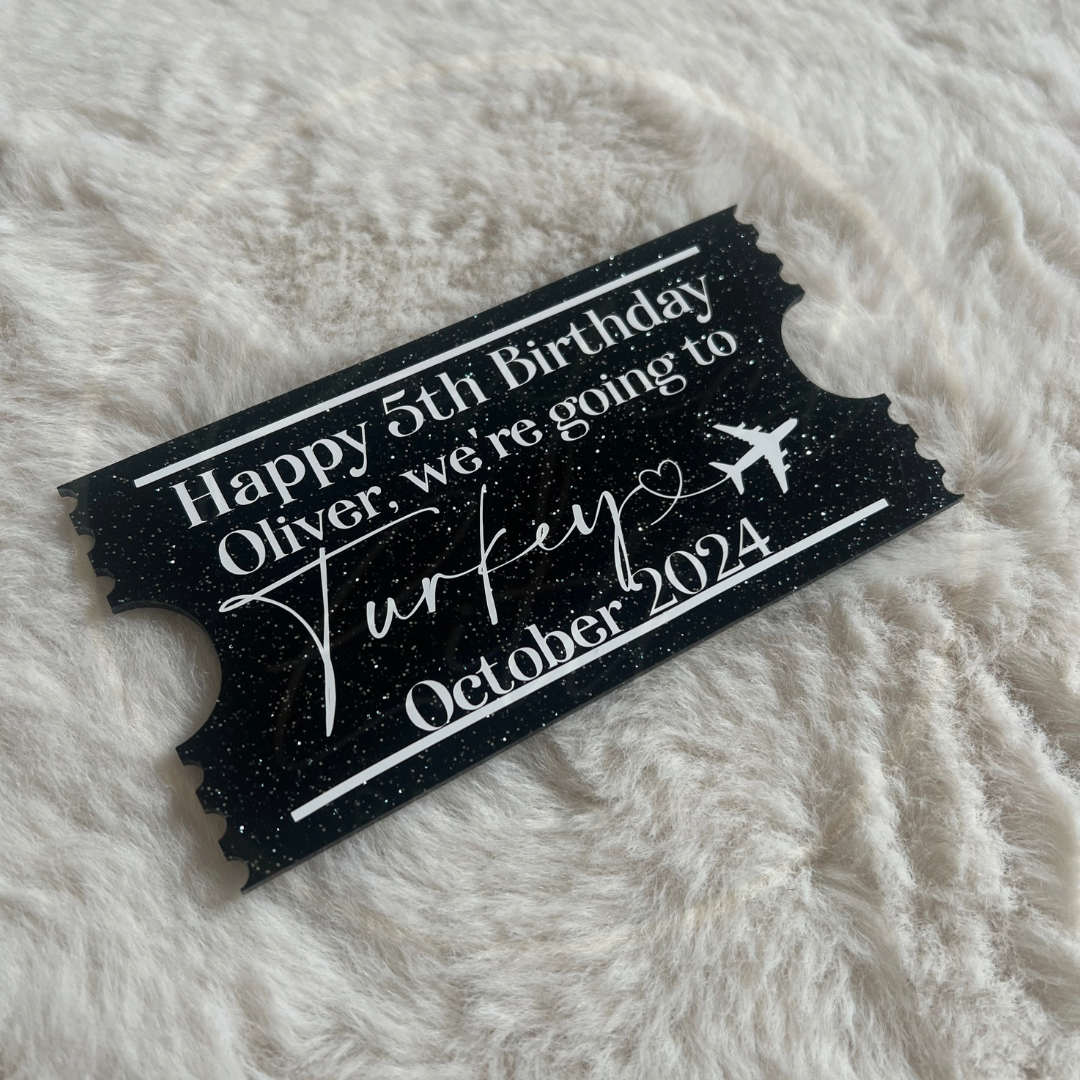 Happy 5th Birthday
Oliver, we're going to
Turkey
October 2024